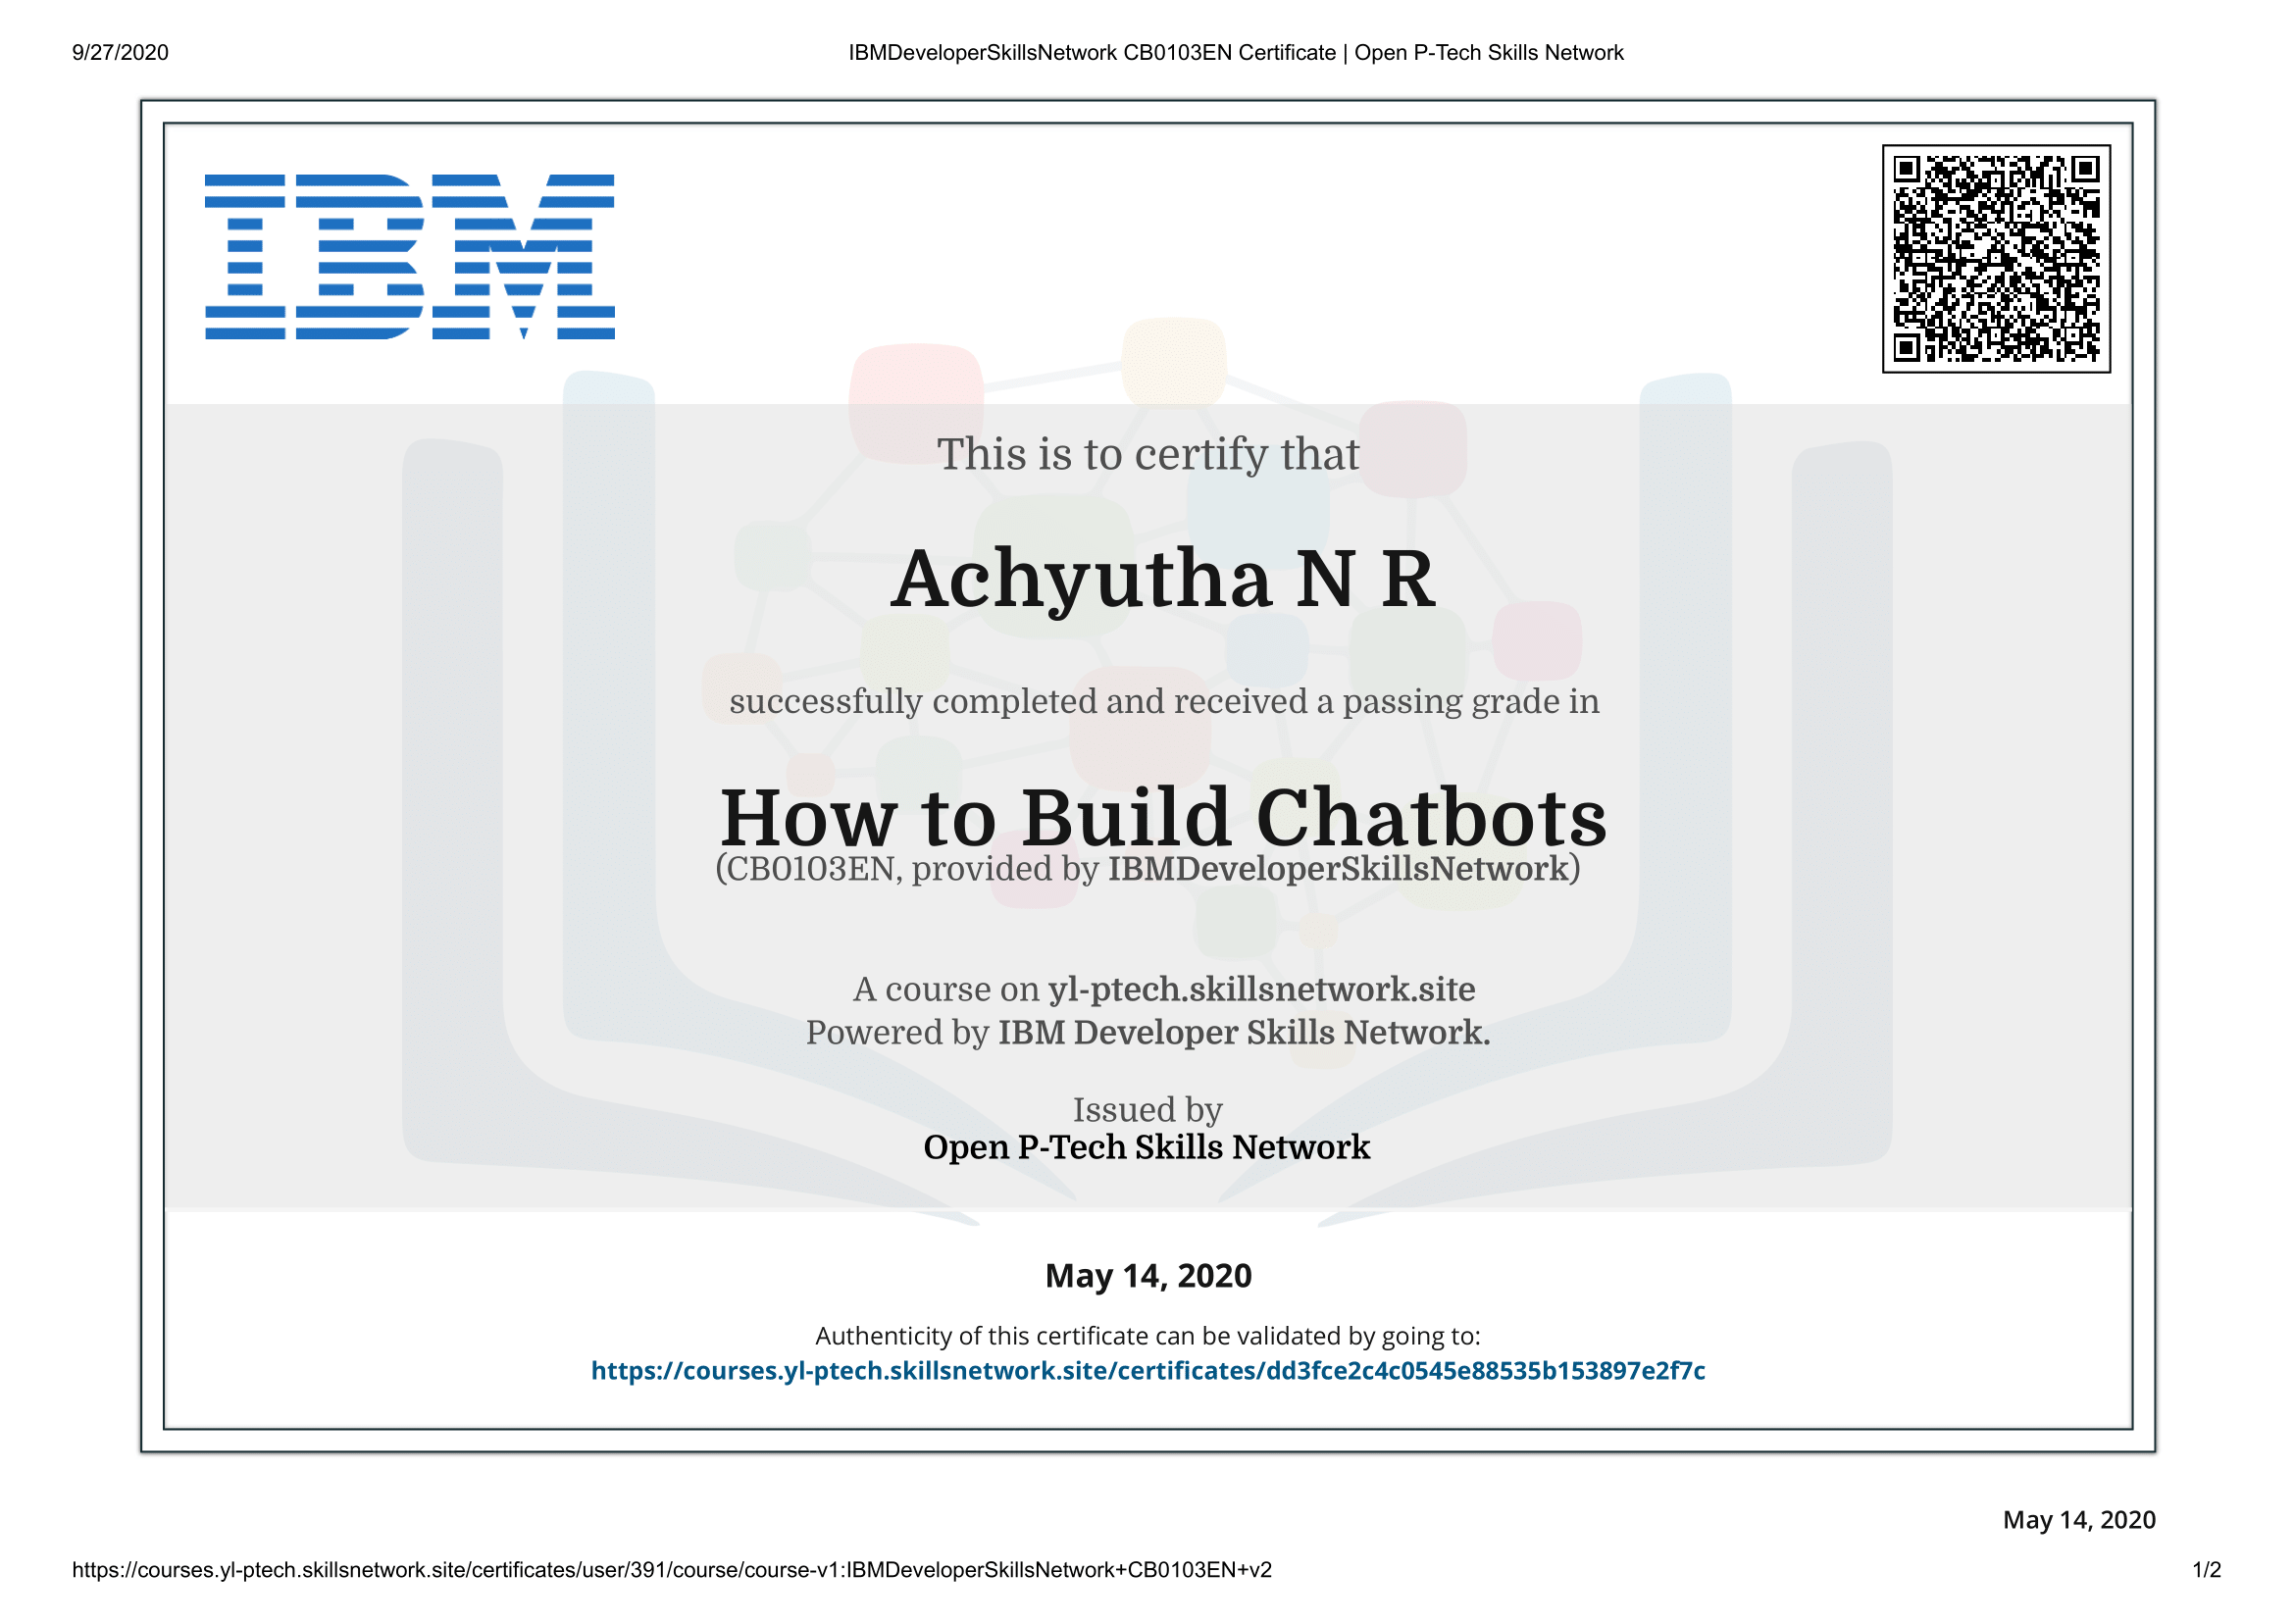 9/27/2020
IBMDeveloperSkillsNetwork CB0103EN Certificate | Open P-Tech Skills Network
IBM
This is to certify that
Achyutha N R
successfully completed and received a passing grade in
How to Build Chatbots
(CB0103EN, provided by IBMDeveloperSkillsNetwork)
A course on yl-ptech.skillsnetwork.site
Powered by IBM Developer Skills Network.
Issued by
Open P-Tech Skills Network
May 14, 2020
Authenticity of this certificate can be validated by going to:
https://courses.yl-ptech.skillsnetwork.site/certificates/dd3fce2c4c0545e88535b153897e2f7c
May 14, 2020
https://courses.yl-ptech.skillsnetwork.site/certificates/user/391/course/course-v1:IBMDeveloperSkillsNetwork+CB0103EN+v2
1/2